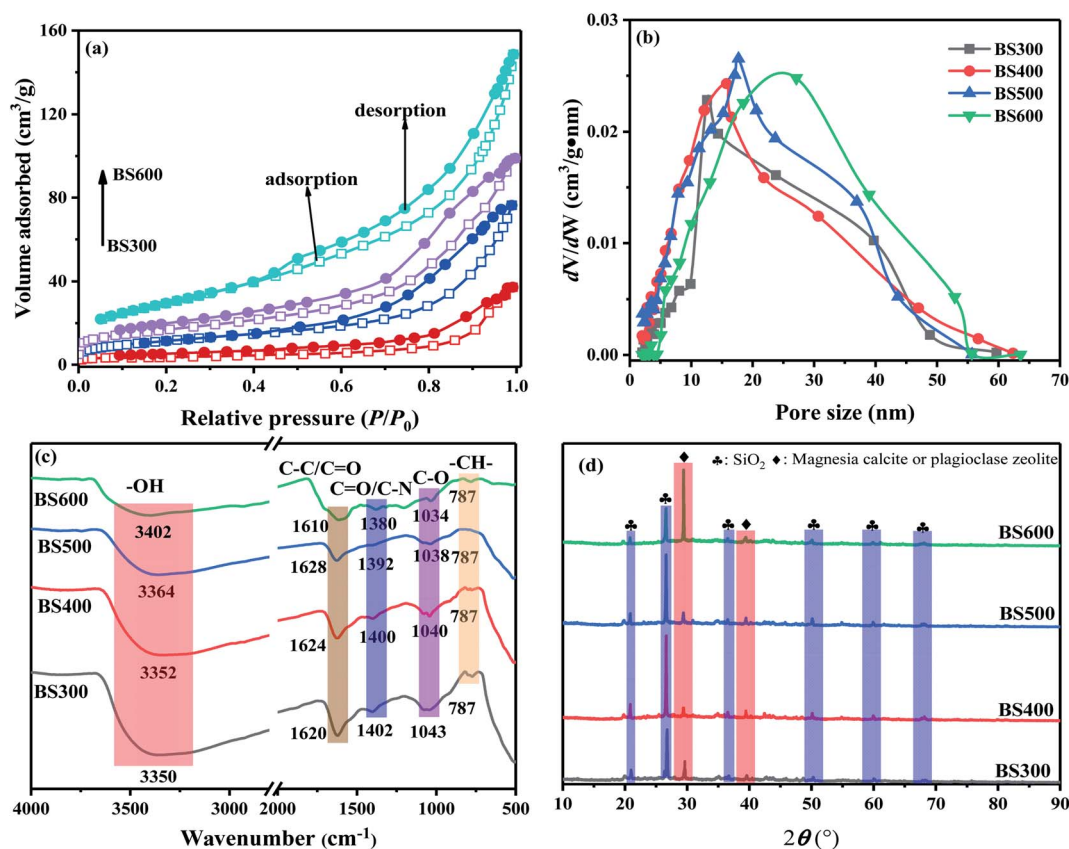 (a)
Volume adsorbed (cm³/g)
160
120
80
40
0
desorption
adsorption
BS600
BS300
0.0 0.2 0.4 0.6 0.8 1.0
Relative pressure (P/P₀)
(b)
dV/dW (cm³/g•nm)
0.03
0.02
0.01
0.00
BS300
BS400
BS500
BS600
0 10 20 30 40 50 60 70
Pore size (nm)
(c)
C-C/C=O
-CH-
-OH
C=O/C-N
C-O
BS600
3402
1610
1380
1034
787
BS500
3364
1628
1392
1038
787
BS400
3352
1624
1400
1040
787
BS300
3350
1620
1402
1043
787
4000 3500 3000 2000 1500 1000 500
Wavenumber (cm⁻¹)
(d)
♣: SiO₂ ♦: Magnesia calcite or plagioclase zeolite
BS600
BS500
BS400
BS300
10 20 30 40 50 60 70 80 90
2θ (°)